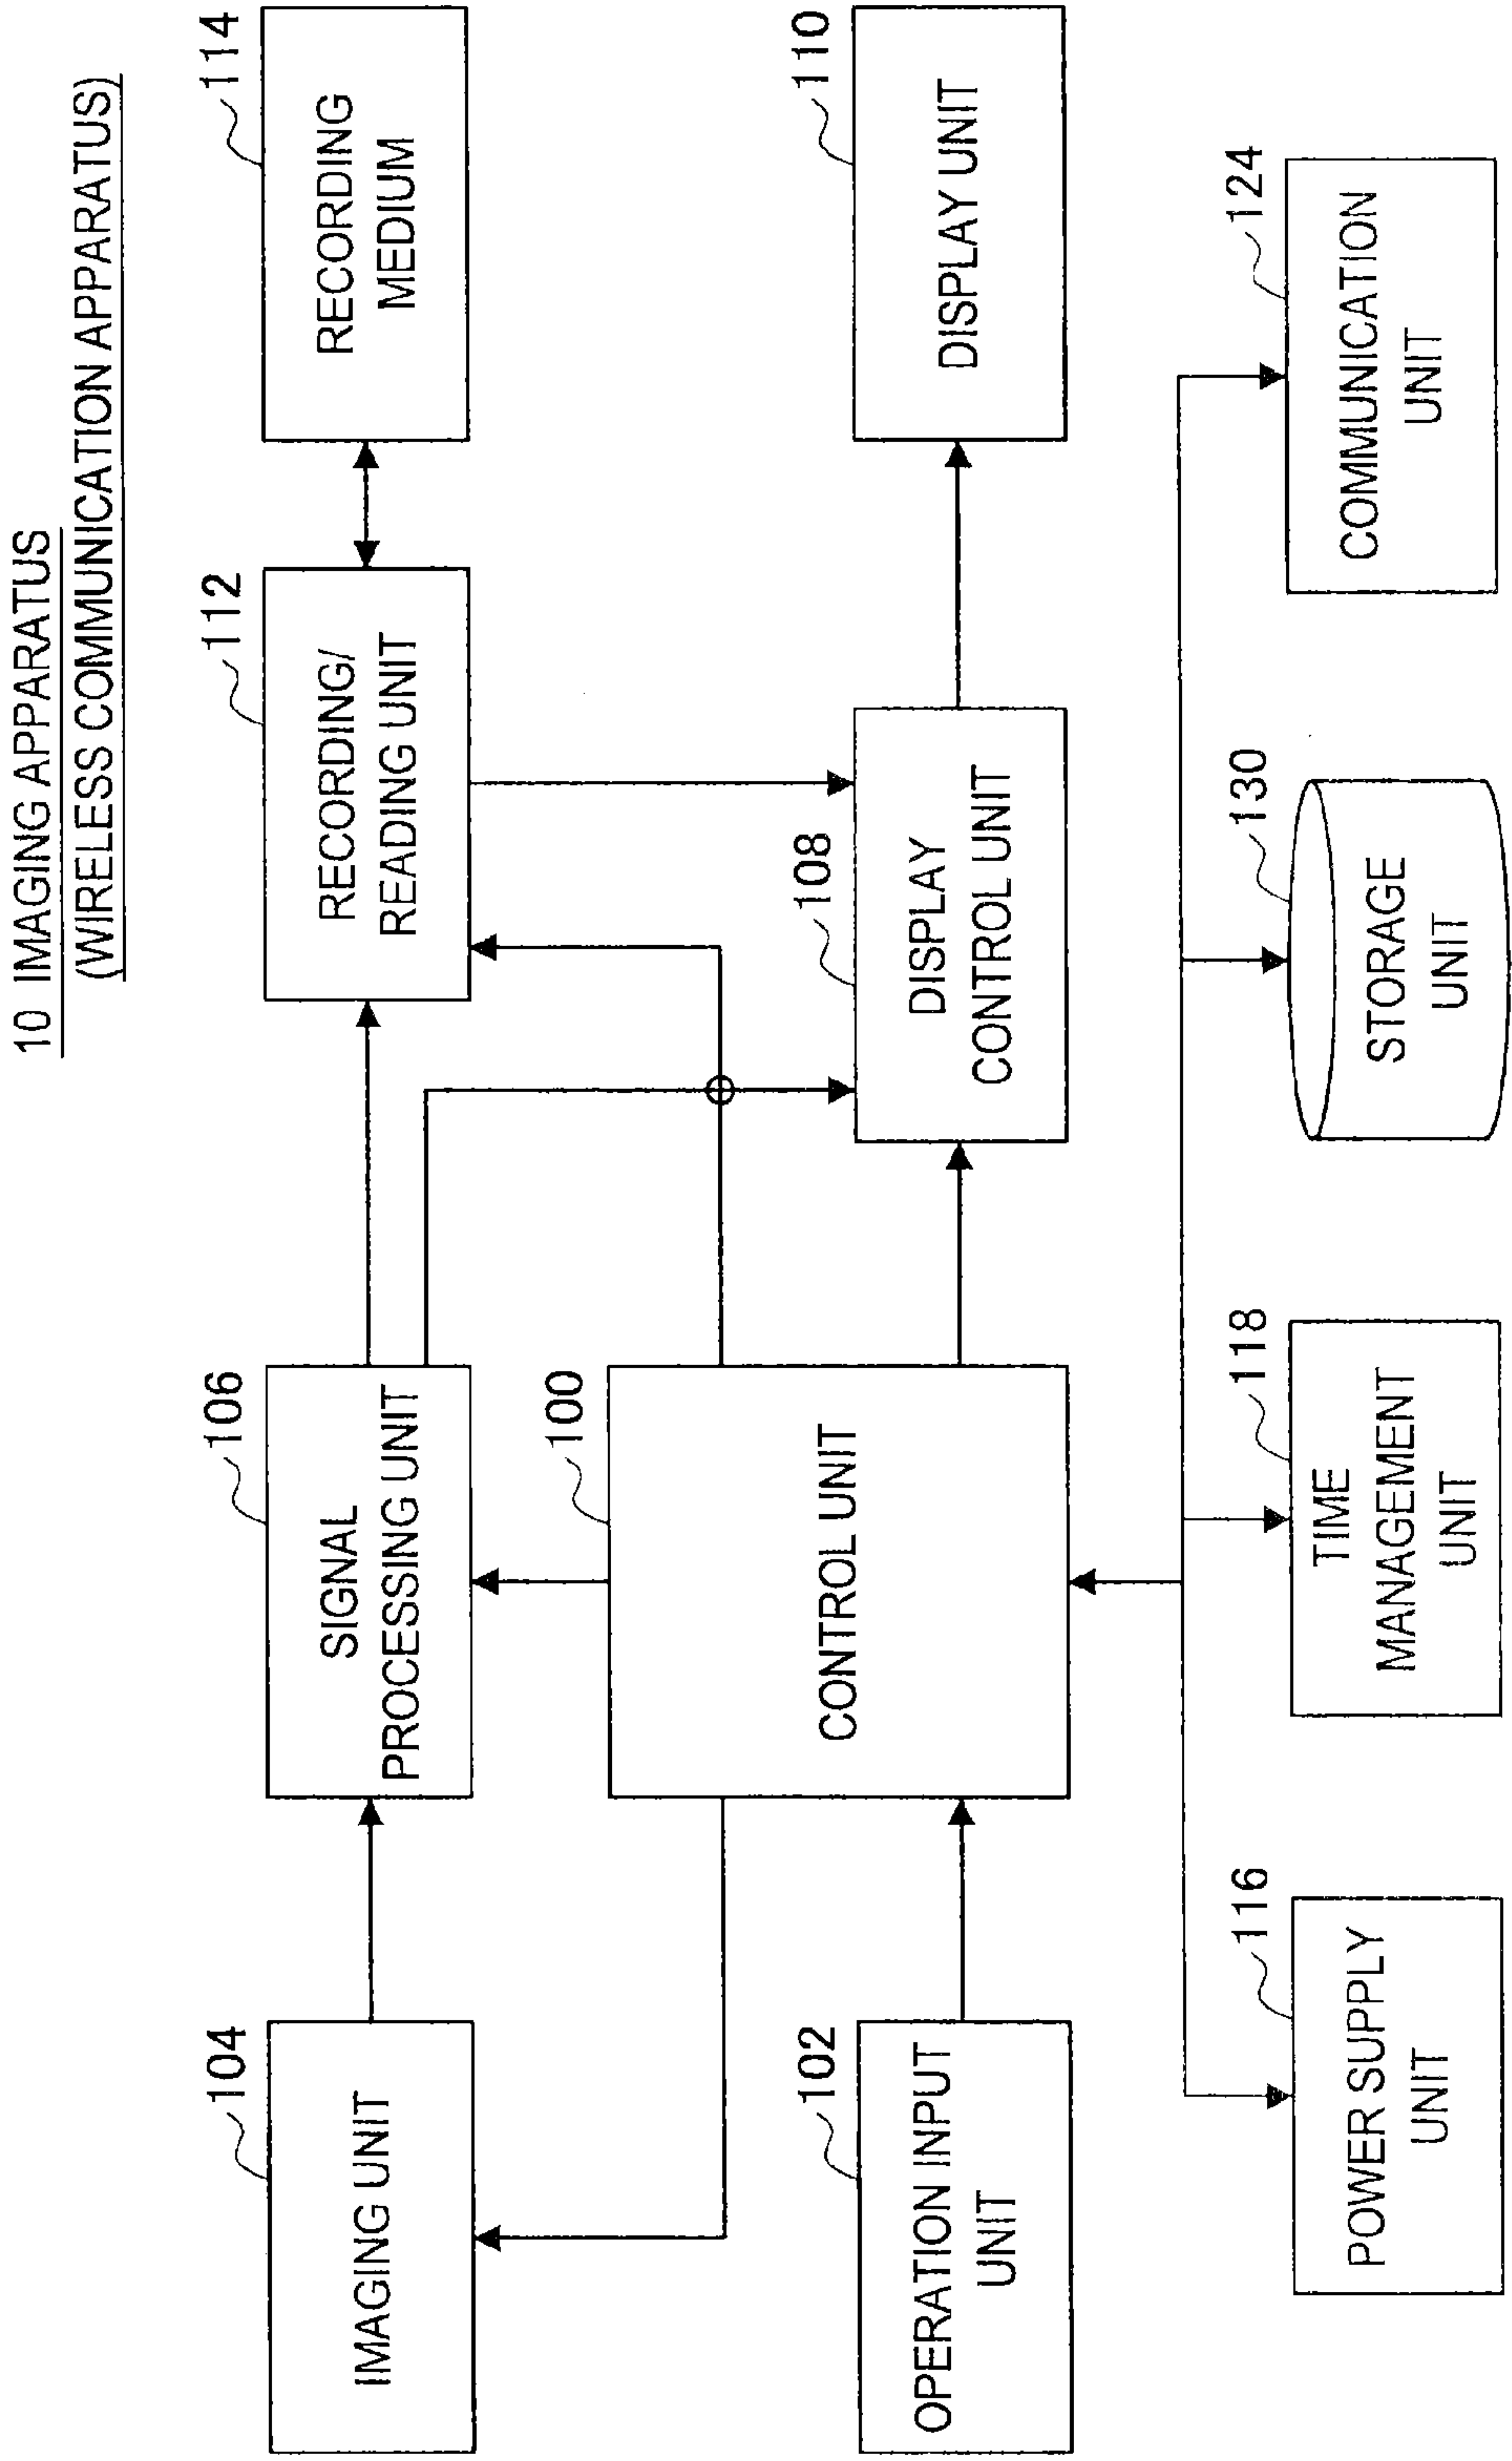 10 IMAGING APPARATUS
(WIRELESS COMMUNICATION APPARATUS)
104
IMAGING UNIT
106
SIGNAL
PROCESSING UNIT
112
RECORDING/
READING UNIT
114
RECORDING
MEDIUM
102
OPERATION INPUT
UNIT
100
CONTROL UNIT
108
DISPLAY
CONTROL UNIT
110
DISPLAY UNIT
116
POWER SUPPLY
UNIT
118
TIME
MANAGEMENT
UNIT
130
STORAGE
UNIT
124
COMMUNICATION
UNIT